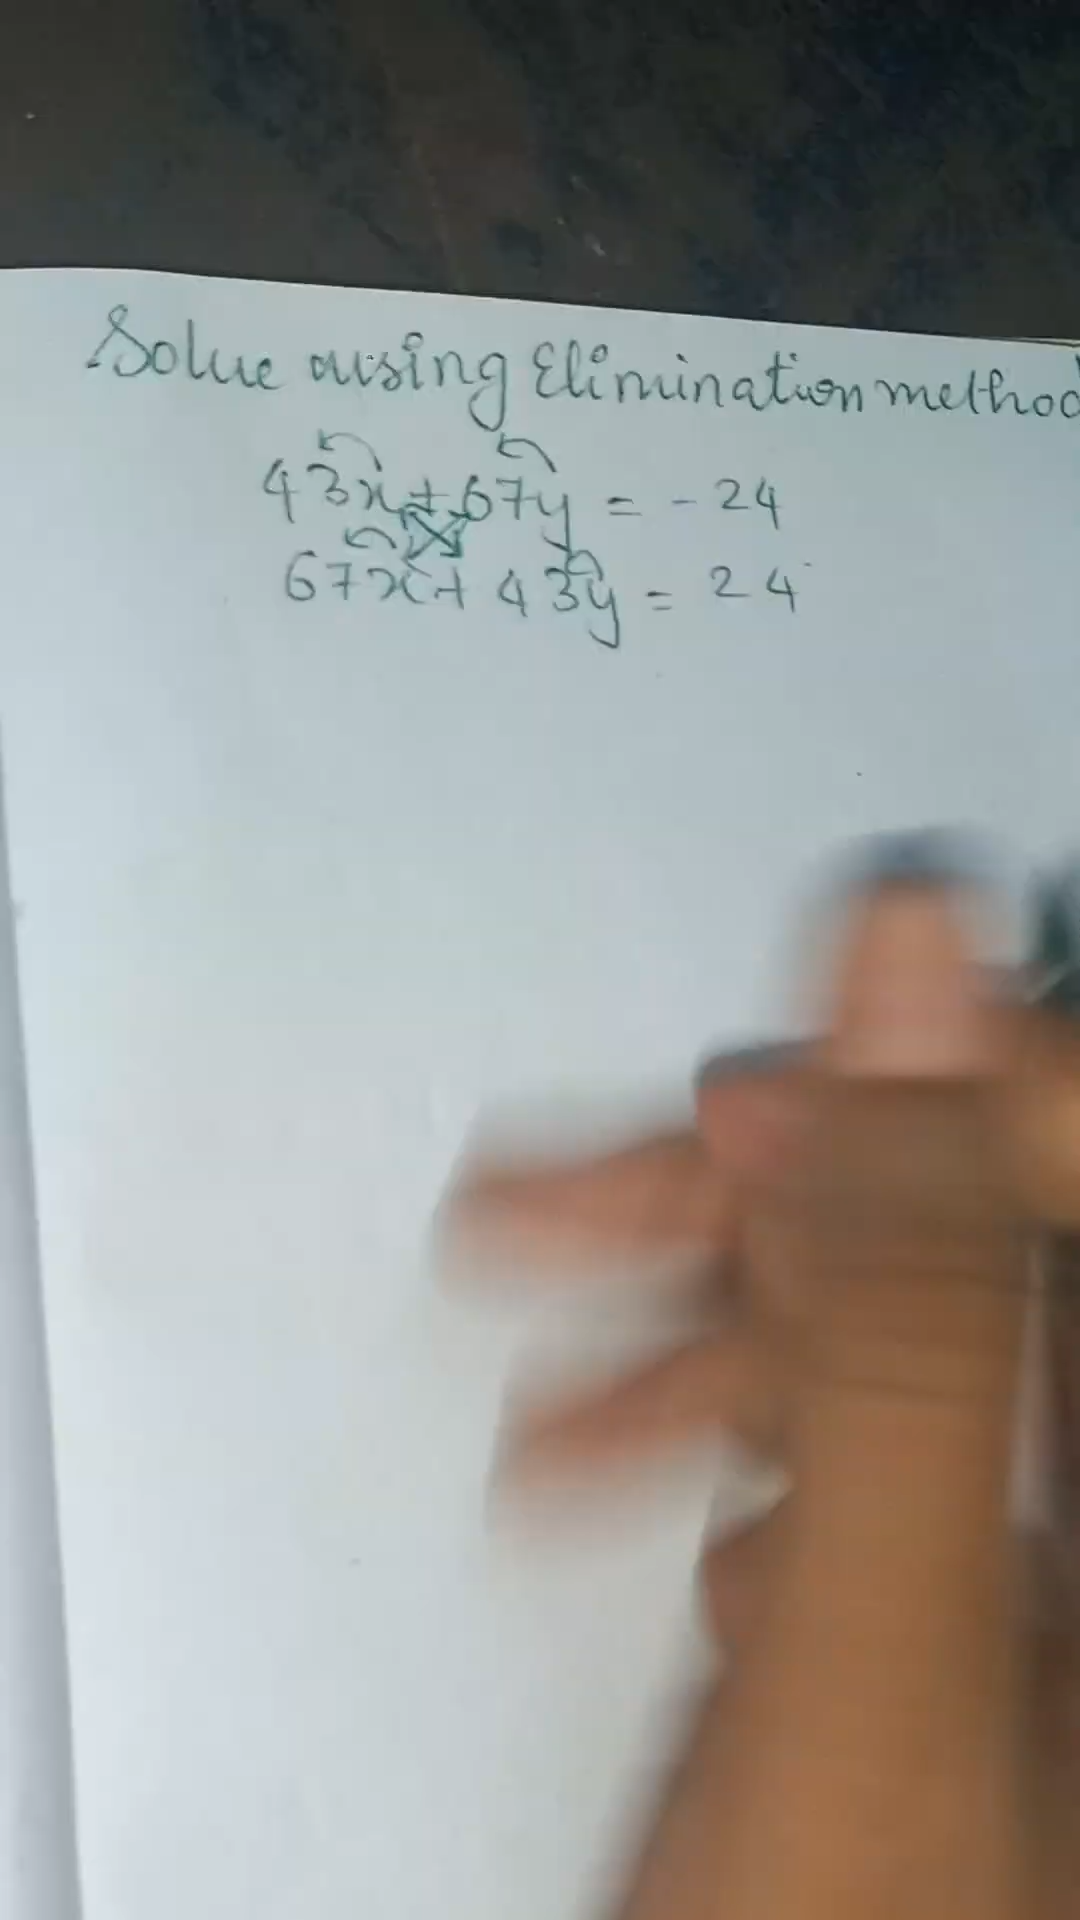 Solve using Elimination method
43x + 67y = - 24
67x + 43y = 24